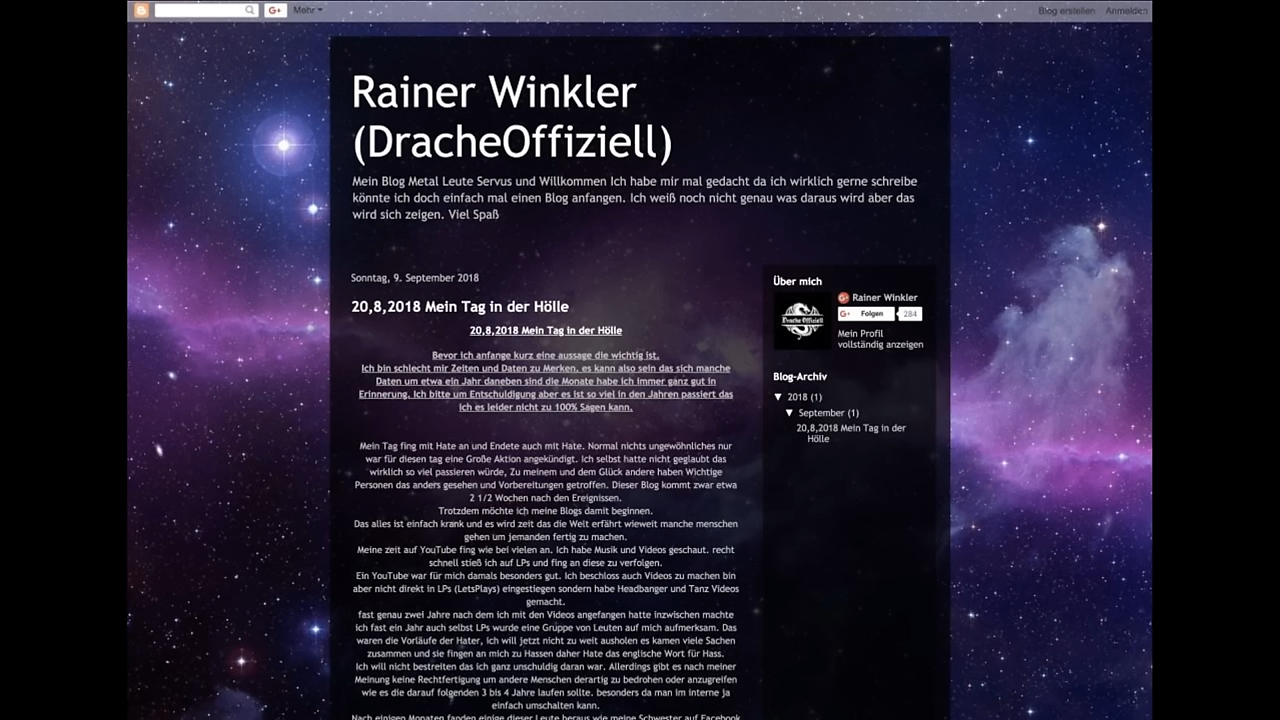 Mehr
Blog erstellen Anmelden
Rainer Winkler
(DracheOffiziell)
Mein Blog Metal Leute Servus und Willkommen Ich habe mir mal gedacht da ich wirklich gerne schreibe
könnte ich doch einfach mal einen Blog anfangen. Ich weiß noch nicht genau was daraus wird aber das
wird sich zeigen. Viel Spaß
Sonntag, 9. September 2018
20,8,2018 Mein Tag in der Hölle
20,8,2018 Mein Tag in der Hölle
Bevor ich anfange kurz eine aussage die wichtig ist.
Ich bin schlecht mir Zeiten und Daten zu Merken. es kann also sein das sich manche
Daten um etwa ein Jahr daneben sind die Monate habe ich immer ganz gut in
Erinnerung. Ich bitte um Entschuldigung aber es ist so viel in den Jahren passiert das
ich es leider nicht zu 100% Sagen kann.
Mein Tag fing mit Hate an und Endete auch mit Hate. Normal nichts ungewöhnliches nur
war für diesen tag eine Große Aktion angekündigt. Ich selbst hatte nicht geglaubt das
wirklich so viel passieren würde, Zu meinem und dem Glück andere haben Wichtige
Personen das anders gesehen und Vorbereitungen getroffen. Dieser Blog kommt zwar etwa
2 1/2 Wochen nach den Ereignissen.
Trotzdem möchte ich meine Blogs damit beginnen.
Das alles ist einfach krank und es wird zeit das die Welt erfährt wieweit manche menschen
gehen um jemanden fertig zu machen.
Meine zeit auf YouTube fing wie bei vielen an. Ich habe Musik und Videos geschaut. recht
schnell stieß ich auf LPs und fing an diese zu verfolgen.
Ein YouTube war für mich damals besonders gut. Ich beschloss auch Videos zu machen bin
aber nicht direkt in LPs (LetsPlays) eingestiegen sondern habe Headbanger und Tanz Videos
gemacht.
fast genau zwei Jahre nach dem ich mit den Videos angefangen hatte inzwischen machte
ich fast ein Jahr auch selbst LPs wurde eine Gruppe von Leuten auf mich aufmerksam. Das
waren die Vorläufe der Hater, ich will jetzt nicht zu weit ausholen es kamen viele Sachen
zusammen und sie fingen an mich zu Hassen daher Hate das englische Wort für Hass.
Ich will nicht bestreiten das ich ganz unschuldig daran war. Allerdings gibt es nach meiner
Meinung keine Rechtfertigung um andere Menschen derartig zu bedrohen oder anzugreifen
wie es die darauf folgenden 3 bis 4 Jahre laufen sollte. besonders da man im interne ja
einfach umschalten kann.
Nach einigen Monaten fanden einige dieser Leute heraus wie meine Schwester auf Facebook
Über mich
Drache Offiziell
G+ Rainer Winkler
G+ Folgen 284
Mein Profil
vollständig anzeigen
Blog-Archiv
▼ 2018 (1)
▼ September (1)
20,8,2018 Mein Tag in der
Hölle